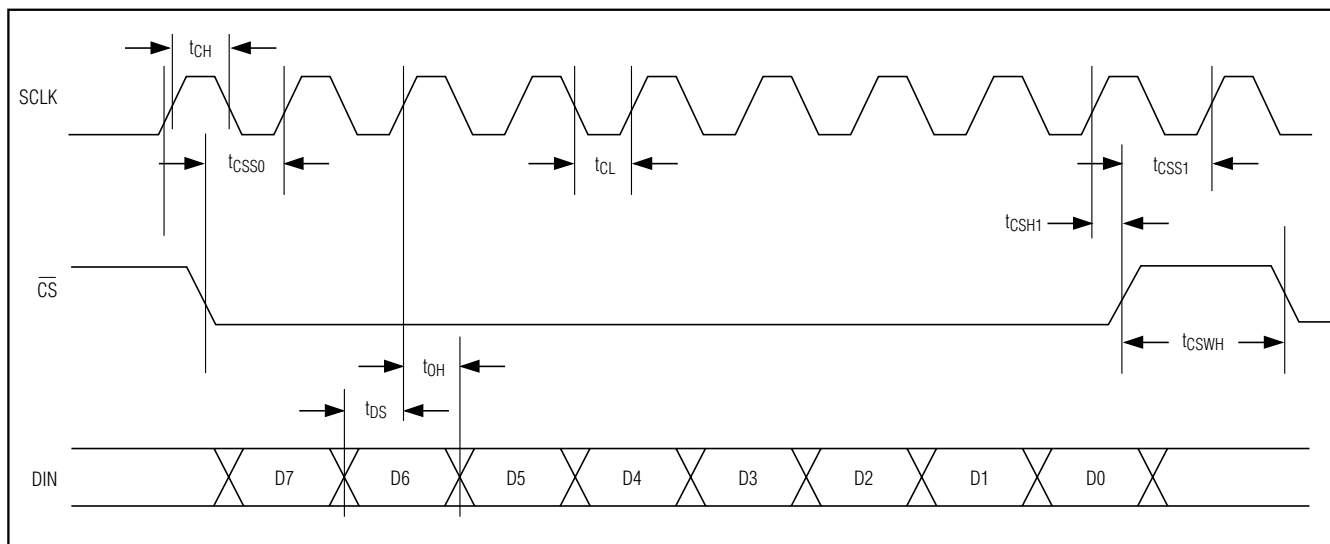 tCH
SCLK
tCSS0
tCL
tCSS1
tCSH1
CS
tCSWH
tOH
tDS
DIN
D7
D6
D5
D4
D3
D2
D1
D0